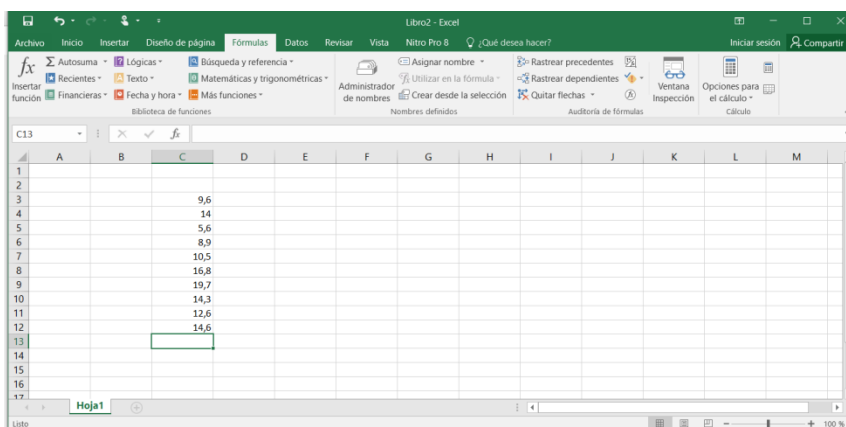 Libro2 - Excel
Archivo Inicio Insertar Diseño de página Fórmulas Datos Revisar Vista Nitro Pro 8 ¿Qué desea hacer? Iniciar sesión Compartir
fx Insertar función
Σ Autosuma
Recientes
Financieras
Lógicas
Texto
Fecha y hora
Búsqueda y referencia
Matemáticas y trigonométricas
Más funciones
Biblioteca de funciones
Administrador de nombres
Asignar nombre
Utilizar en la fórmula
Crear desde la selección
Nombres definidos
Rastrear precedentes
Rastrear dependientes
Quitar flechas
Auditoría de fórmulas
Ventana Inspección
Opciones para el cálculo
Cálculo
C13 fx
A B C D E F G H I J K L M
1
2
3 9,6
4 14
5 5,6
6 8,9
7 10,5
8 16,8
9 19,7
10 14,3
11 12,6
12 14,6
13
14
15
16
17
Hoja1
Listo 100 %